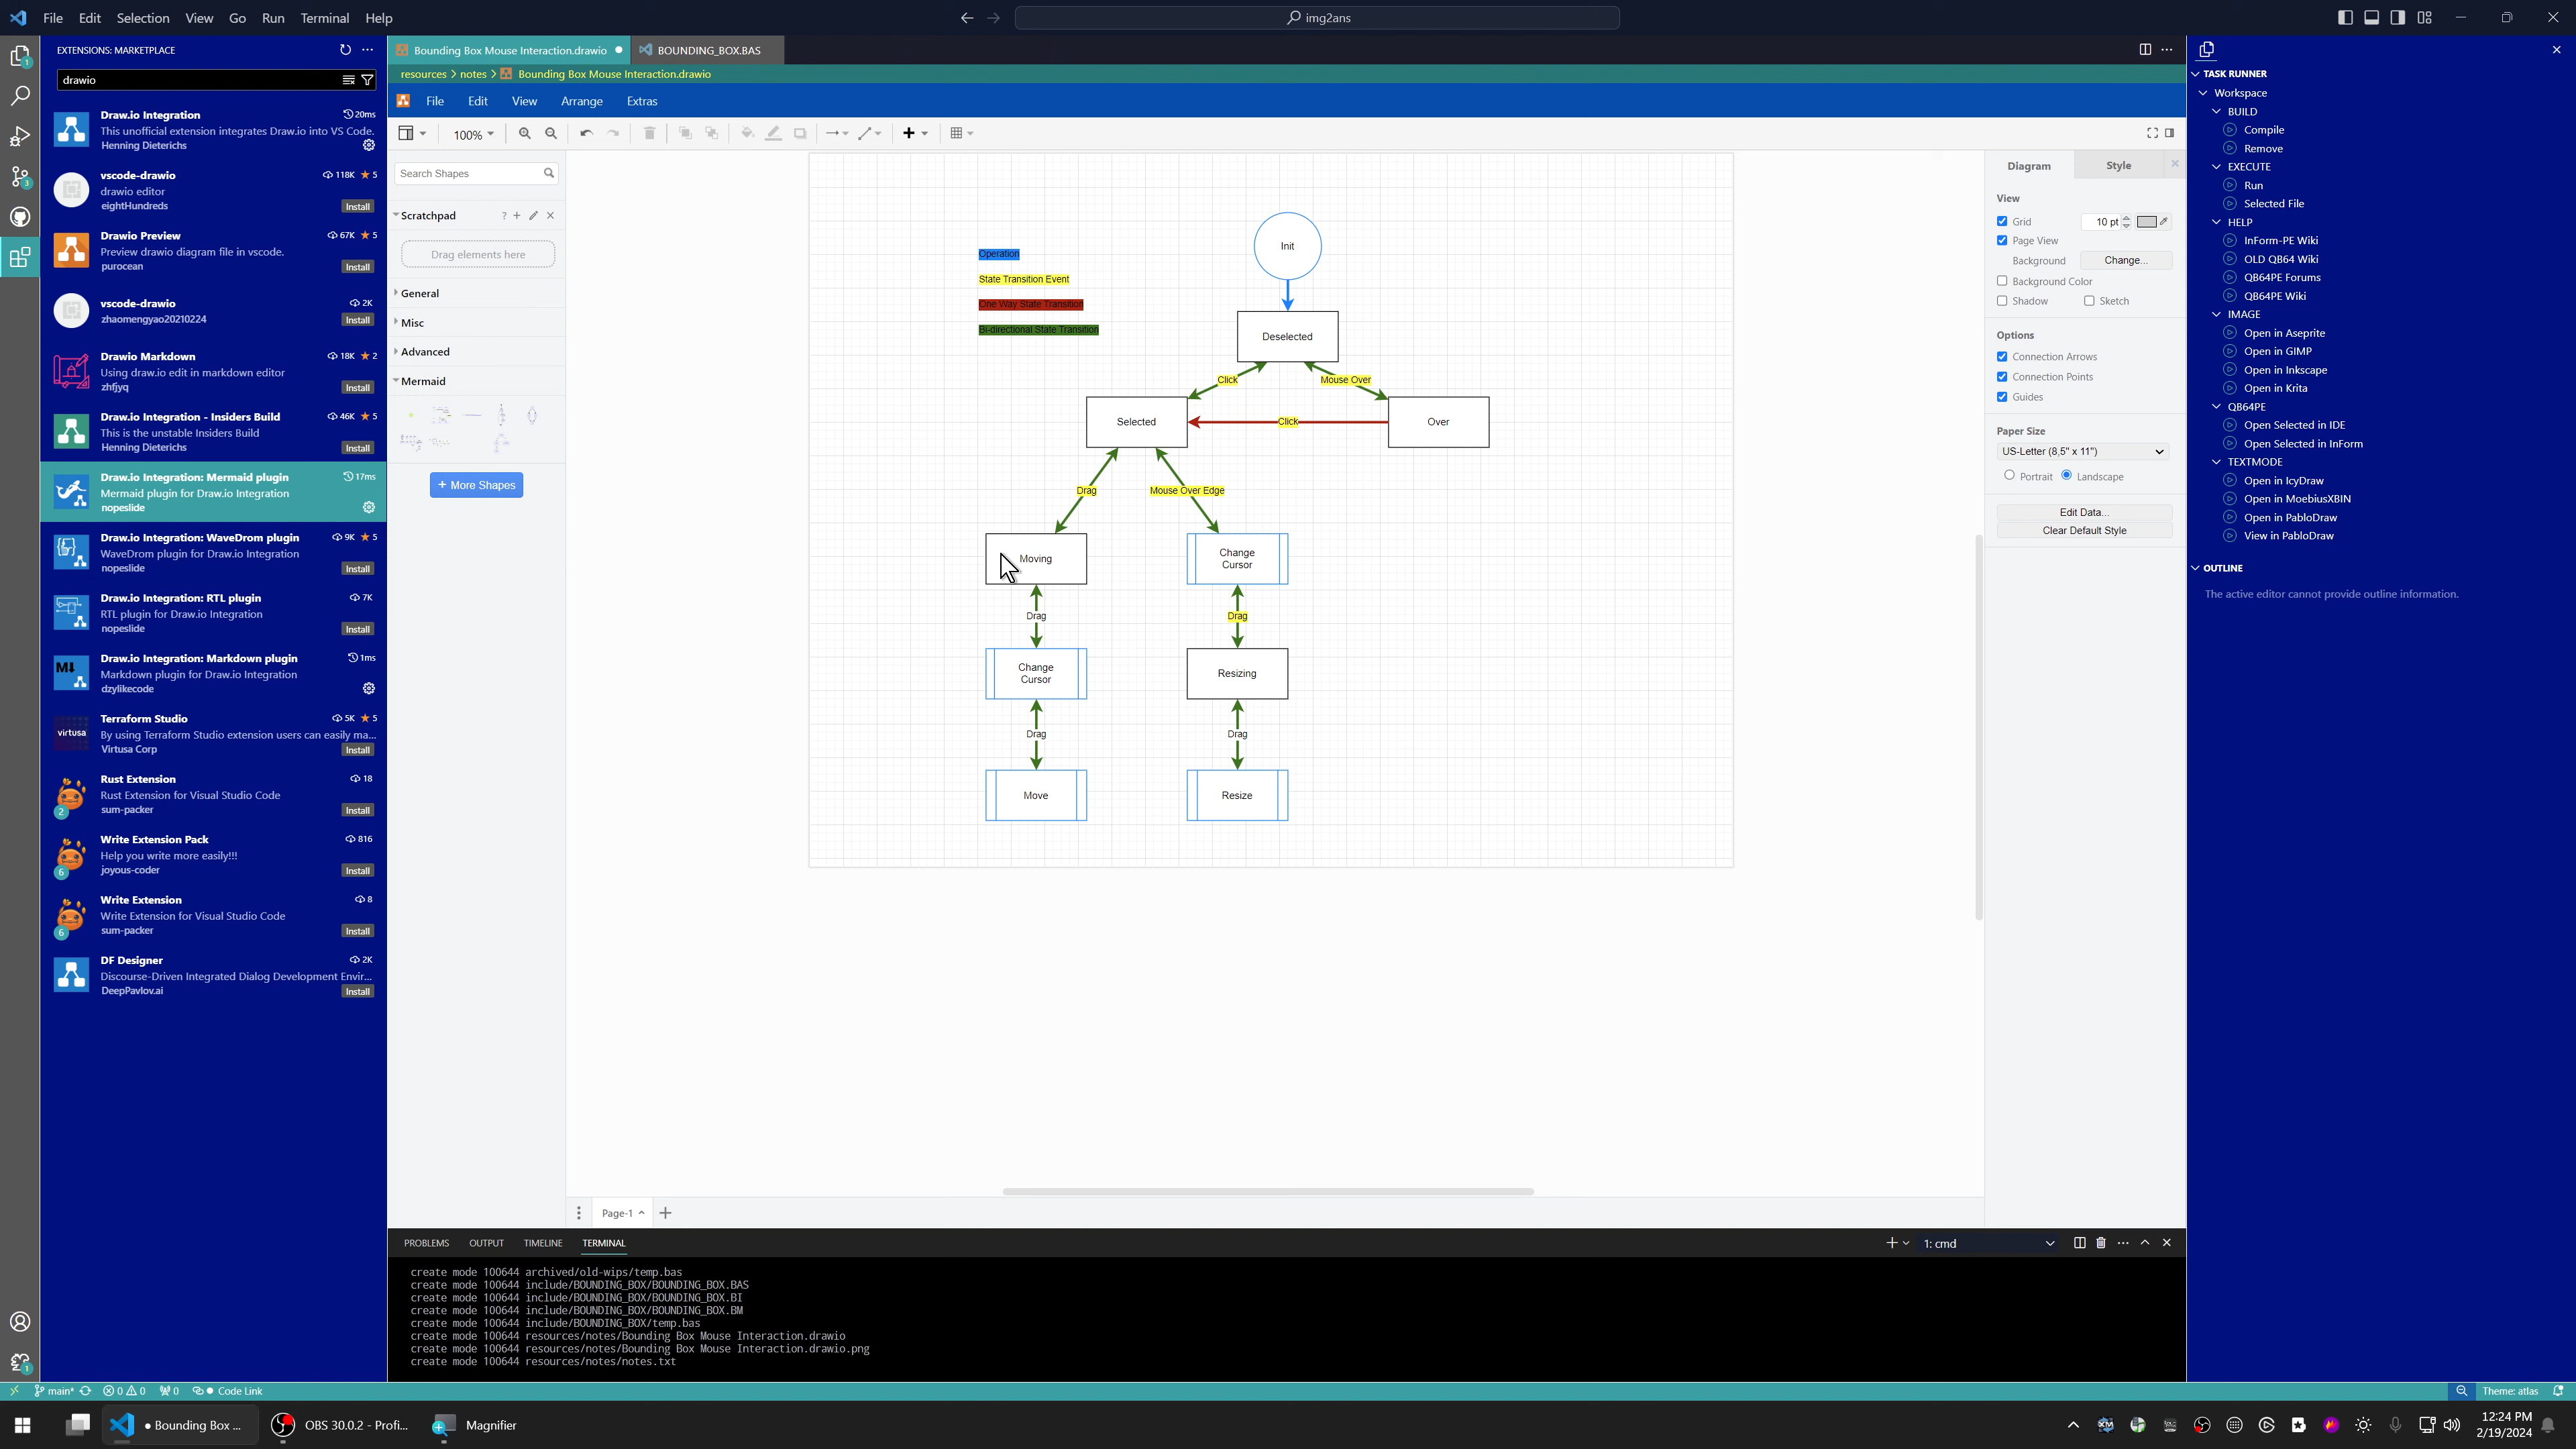 File Edit Selection View Go Run Terminal Help
img2ans
EXTENSIONS: MARKETPLACE
drawio
Draw.io Integration 20ms
This unofficial extension integrates Draw.io into VS Code.
Henning Dieterichs
vscode-drawio 118K 5
drawio editor
eightHundreds Install
Drawio Preview 67K 5
Preview drawio diagram file in vscode.
purocean Install
vscode-drawio 2K
zhaomengyao20210224 Install
Drawio Markdown 18K 2
Using draw.io edit in markdown editor
zhfjyq Install
Draw.io Integration - Insiders Build 46K 5
This is the unstable Insiders Build
Henning Dieterichs Install
Draw.io Integration: Mermaid plugin 17ms
Mermaid plugin for Draw.io Integration
nopeslide
Draw.io Integration: WaveDrom plugin 9K 5
WaveDrom plugin for Draw.io Integration
nopeslide Install
Draw.io Integration: RTL plugin 7K
RTL plugin for Draw.io Integration
nopeslide Install
Draw.io Integration: Markdown plugin 1ms
Markdown plugin for Draw.io Integration
dzylikecode
Terraform Studio 5K 5
By using Terraform Studio extension users can easily ma...
virtusa
Virtusa Corp Install
Rust Extension 18
Rust Extension for Visual Studio Code
2 sum-packer Install
Write Extension Pack 816
Help you write more easily!!!
6 joyous-coder Install
Write Extension 8
Write Extension for Visual Studio Code
6 sum-packer Install
DF Designer 2K
Discourse-Driven Integrated Dialog Development Envir...
DeepPavlov.ai Install
Bounding Box Mouse Interaction.drawio
BOUNDING_BOX.BAS
resources > notes > Bounding Box Mouse Interaction.drawio
File Edit View Arrange Extras
100%
Search Shapes
Scratchpad ?
Drag elements here
General
Misc
Advanced
Mermaid
+ More Shapes
Operation
State Transition Event
One Way State Transition
Bi-directional State Transition
Init
Deselected
Click
Mouse Over
Selected
Click
Over
Drag
Mouse Over Edge
Moving
Change
Cursor
Drag
Drag
Change
Cursor
Resizing
Drag
Drag
Move
Resize
Page-1
Diagram Style
View
Grid 10 pt
Page View
Background Change...
Background Color
Shadow Sketch
Options
Connection Arrows
Connection Points
Guides
Paper Size
US-Letter (8,5" x 11")
Portrait Landscape
Edit Data...
Clear Default Style
TASK RUNNER
Workspace
BUILD
Compile
Remove
EXECUTE
Run
Selected File
HELP
InForm-PE Wiki
OLD QB64 Wiki
QB64PE Forums
QB64PE Wiki
IMAGE
Open in Aseprite
Open in GIMP
Open in Inkscape
Open in Krita
QB64PE
Open Selected in IDE
Open Selected in InForm
TEXTMODE
Open in IcyDraw
Open in MoebiusXBIN
Open in PabloDraw
View in PabloDraw
OUTLINE
The active editor cannot provide outline information.
PROBLEMS OUTPUT TIMELINE TERMINAL
1: cmd
create mode 100644 archived/old-wips/temp.bas
create mode 100644 include/BOUNDING_BOX/BOUNDING_BOX.BAS
create mode 100644 include/BOUNDING_BOX/BOUNDING_BOX.BI
create mode 100644 include/BOUNDING_BOX/BOUNDING_BOX.BM
create mode 100644 include/BOUNDING_BOX/temp.bas
create mode 100644 resources/notes/Bounding Box Mouse Interaction.drawio
create mode 100644 resources/notes/Bounding Box Mouse Interaction.drawio.png
create mode 100644 resources/notes/notes.txt
main* 0 0 0 Code Link
Theme: atlas
● Bounding Box ...
OBS 30.0.2 - Profi...
Magnifier
12:24 PM
2/19/2024